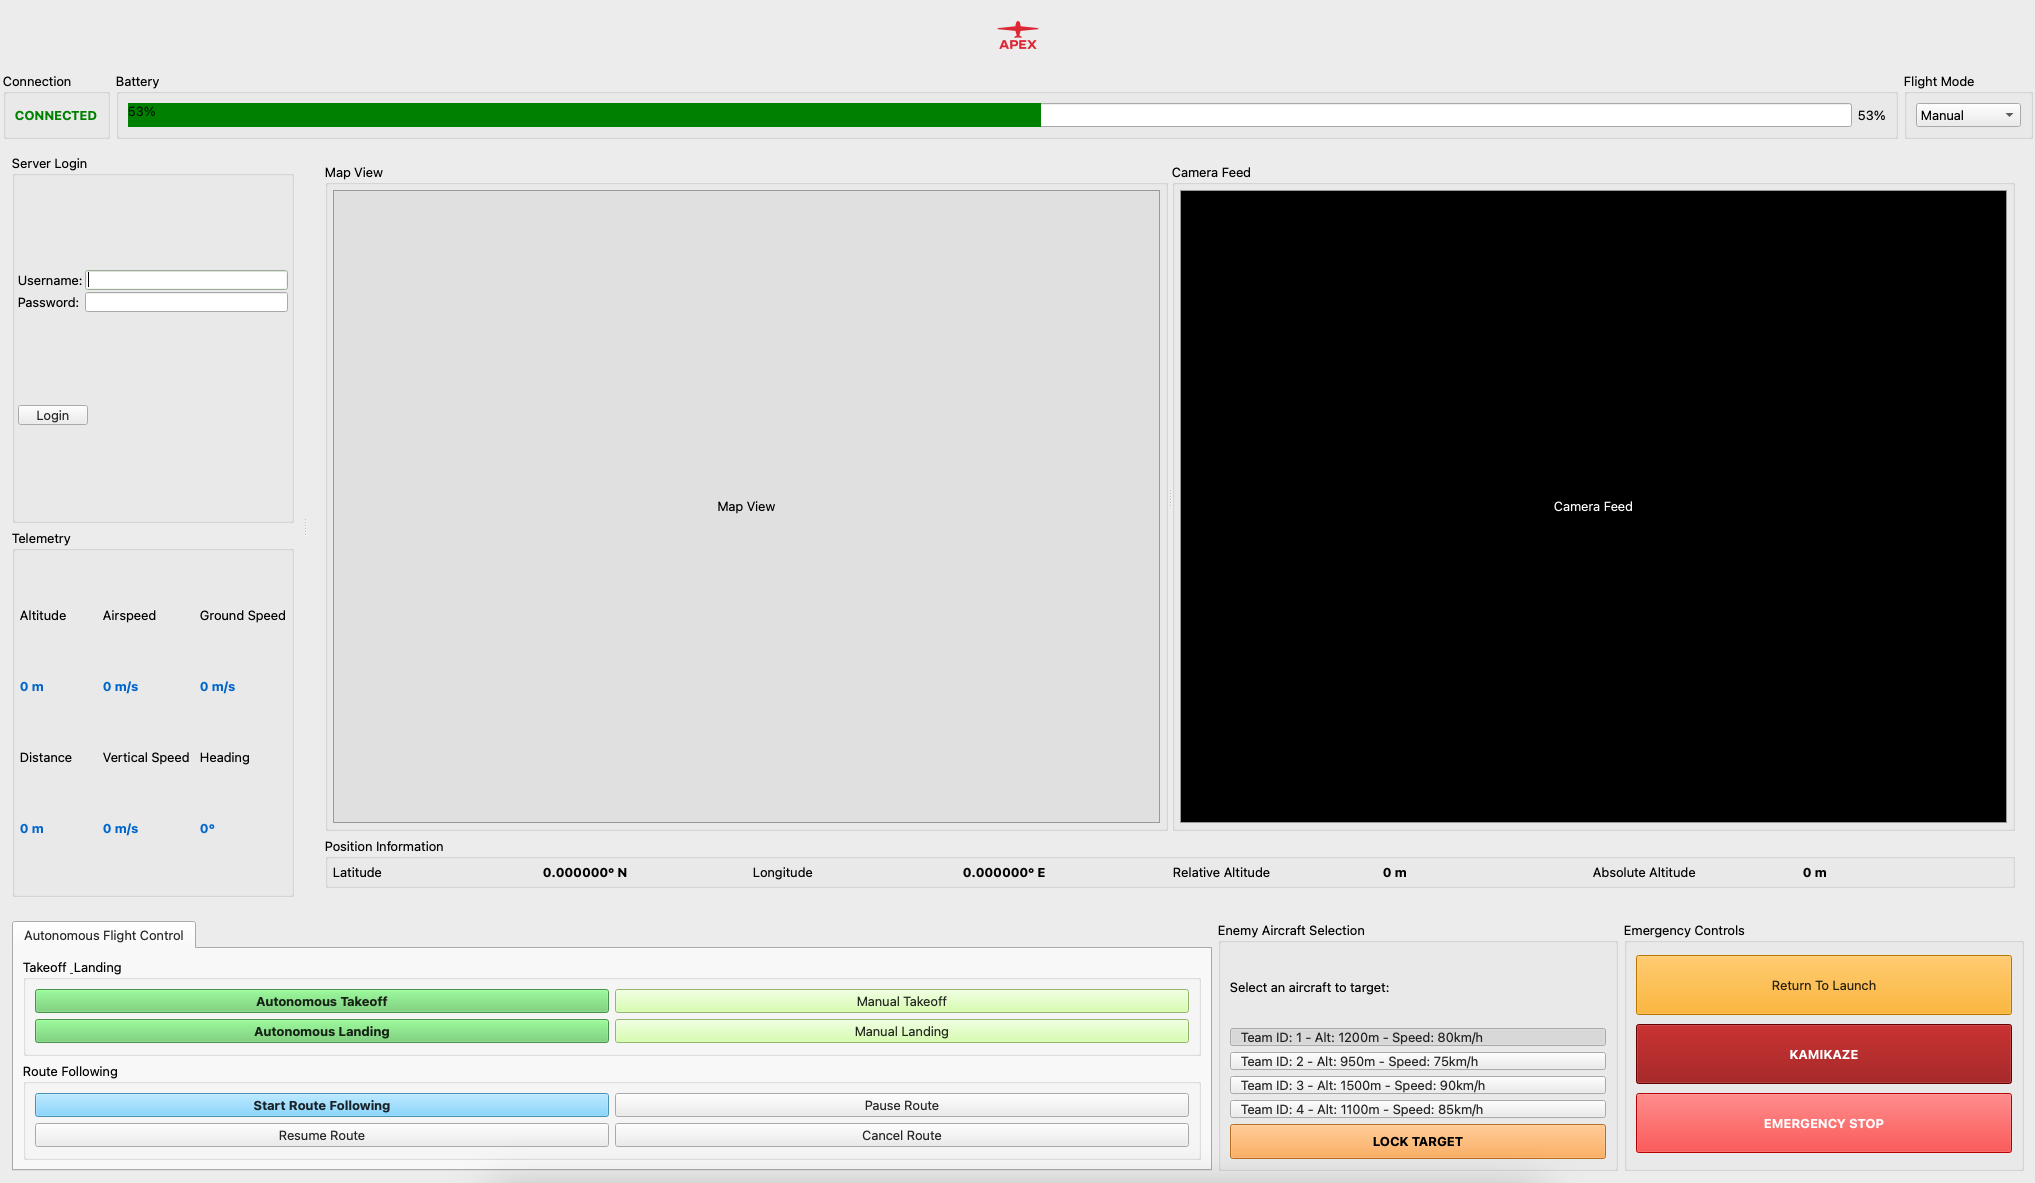 APEX
Connection
Battery
Flight Mode
CONNECTED
53%
53%
Manual
Server Login
Username:
Password:
Login
Map View
Camera Feed
Map View
Camera Feed
Telemetry
Altitude Airspeed Ground Speed
0 m 0 m/s 0 m/s
Distance Vertical Speed Heading
0 m 0 m/s 0°
Position Information
Latitude 0.000000° N Longitude 0.000000° E Relative Altitude 0 m Absolute Altitude 0 m
Autonomous Flight Control
Takeoff _Landing
Autonomous Takeoff Manual Takeoff
Autonomous Landing Manual Landing
Route Following
Start Route Following Pause Route
Resume Route Cancel Route
Enemy Aircraft Selection
Select an aircraft to target:
Team ID: 1 - Alt: 1200m - Speed: 80km/h
Team ID: 2 - Alt: 950m - Speed: 75km/h
Team ID: 3 - Alt: 1500m - Speed: 90km/h
Team ID: 4 - Alt: 1100m - Speed: 85km/h
LOCK TARGET
Emergency Controls
Return To Launch
KAMIKAZE
EMERGENCY STOP